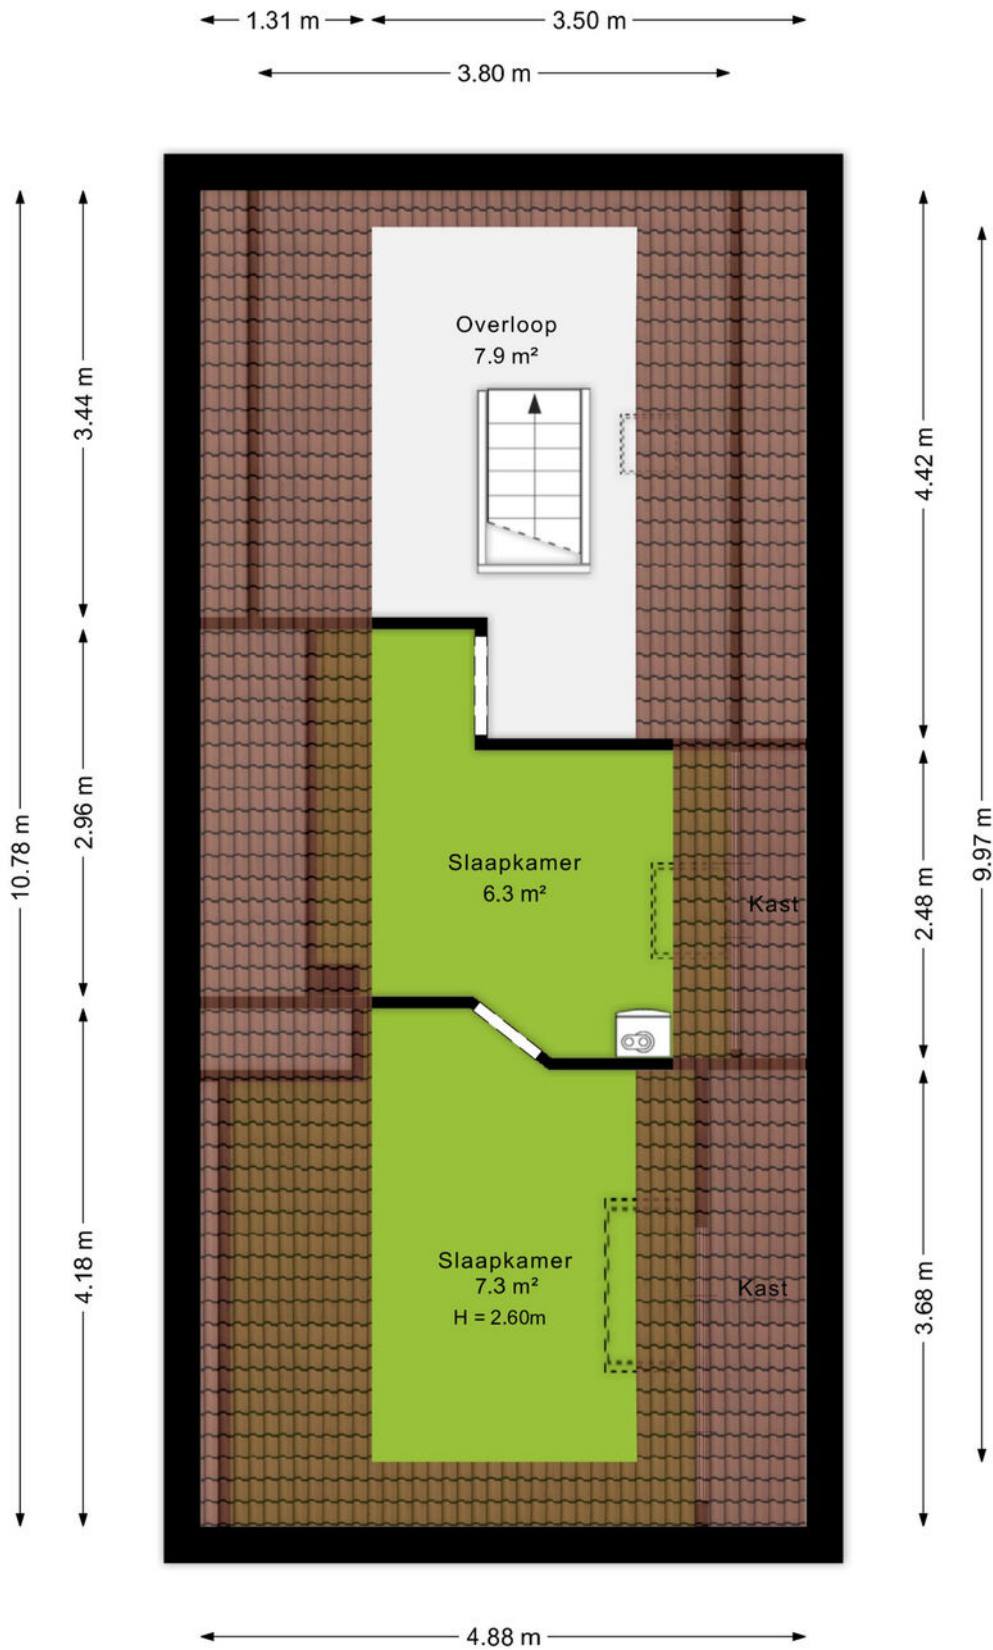 1.31 m
3.50 m
3.80 m
Overloop
7.9 m²
3.44 m
4.42 m
2.96 m
10.78 m
9.97 m
Slaapkamer
6.3 m²
Kast
2.48 m
4.18 m
Slaapkamer
7.3 m²
H = 2.60m
Kast
3.68 m
4.88 m